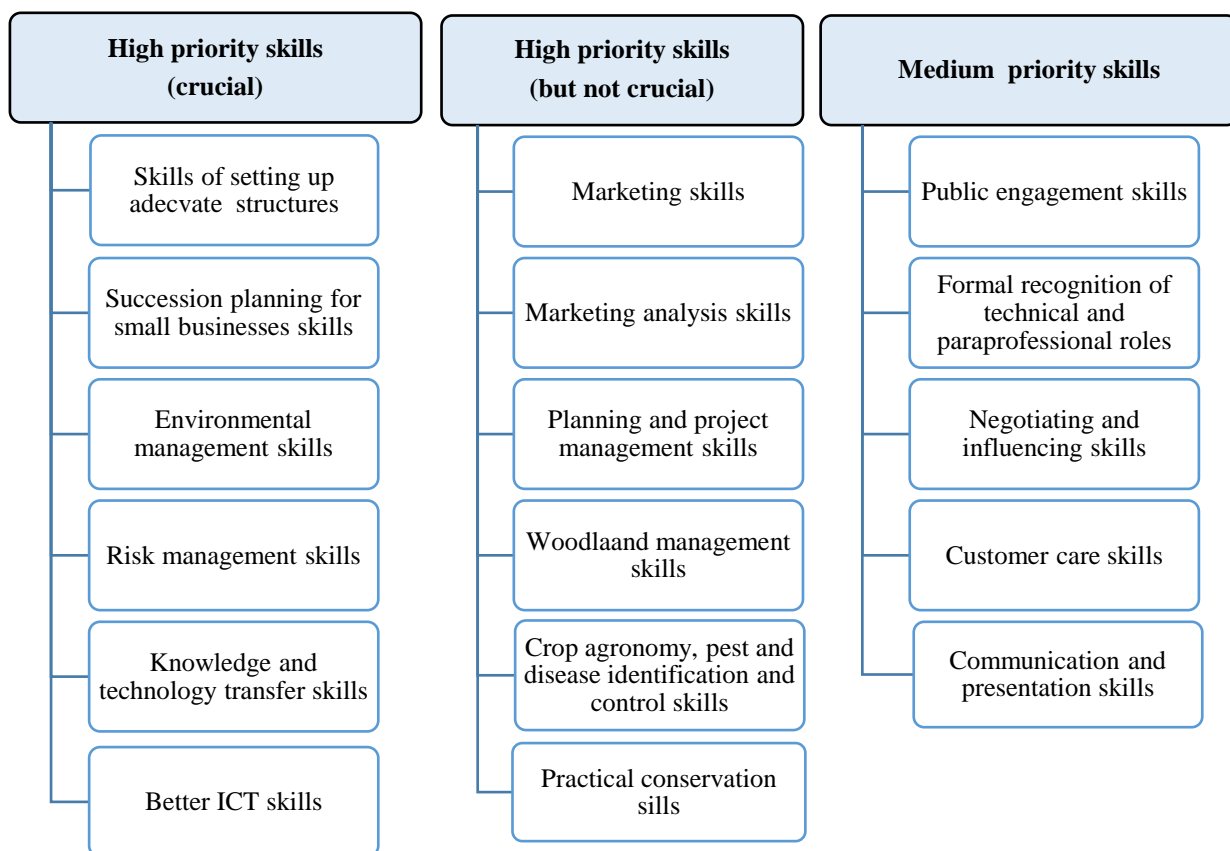 High priority skills
(crucial)
Skills of setting up
adecvate structures
Succession planning for
small businesses skills
Environmental
management skills
Risk management skills
Knowledge and
technology transfer skills
Better ICT skills
High priority skills
(but not crucial)
Marketing skills
Marketing analysis skills
Planning and project
management skills
Woodlaand management
skills
Crop agronomy, pest and
disease identification and
control skills
Practical conservation
sills
Medium priority skills
Public engagement skills
Formal recognition of
technical and
paraprofessional roles
Negotiating and
influencing skills
Customer care skills
Communication and
presentation skills